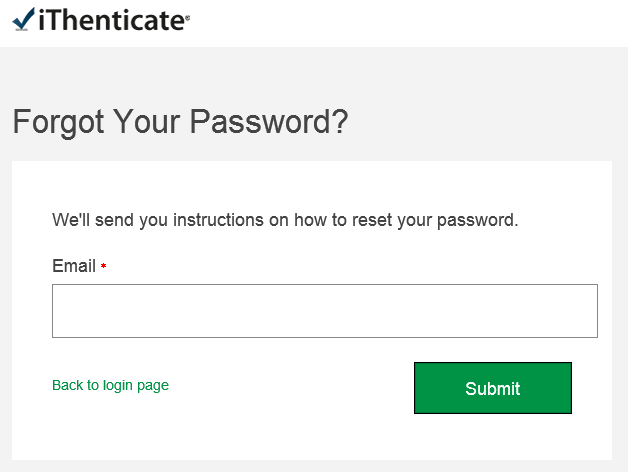 iThenticate®
Forgot Your Password?
We'll send you instructions on how to reset your password.
Email *
Back to login page
Submit